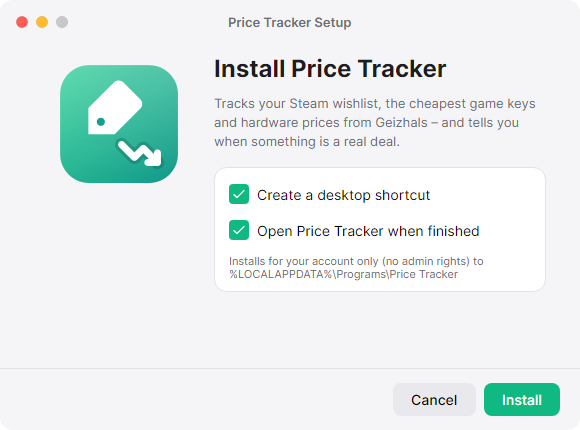 Price Tracker Setup
Install Price Tracker
Tracks your Steam wishlist, the cheapest game keys
and hardware prices from Geizhals – and tells you
when something is a real deal.
Create a desktop shortcut
Open Price Tracker when finished
Installs for your account only (no admin rights) to
%LOCALAPPDATA%\Programs\Price Tracker
Cancel
Install